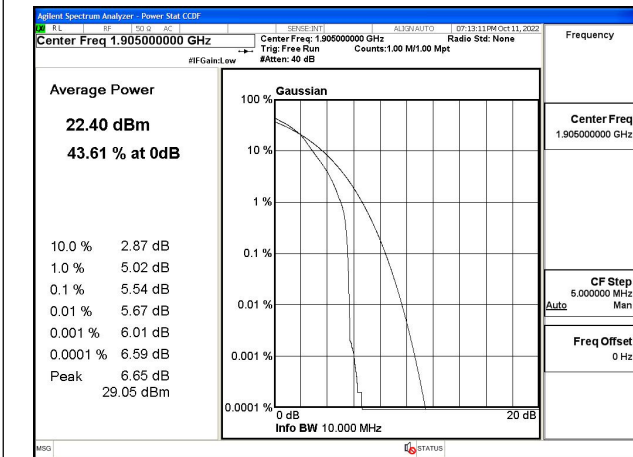 Agilent Spectrum Analyzer - Power Stat CCDF
LXI RL RF 50 Ω AC SENSE:INT ALIGNAUTO 07:13:11PM Oct 11, 2022
Center Freq 1.905000000 GHz
Center Freq: 1.905000000 GHz Radio Std: None
Trig: Free Run Counts:1.00 M/1.00 Mpt
#IFGain:Low #Atten: 40 dB
Frequency
Average Power
22.40 dBm
43.61 % at 0dB
10.0 % 2.87 dB
1.0 % 5.02 dB
0.1 % 5.54 dB
0.01 % 5.67 dB
0.001 % 6.01 dB
0.0001 % 6.59 dB
Peak 6.65 dB
29.05 dBm
Gaussian
100 %
10 %
1 %
0.1 %
0.01 %
0.001 %
0.0001 %
0 dB 20 dB
Info BW 10.000 MHz
Center Freq
1.905000000 GHz
CF Step
5.000000 MHz
Auto Man
Freq Offset
0 Hz
MSG STATUS